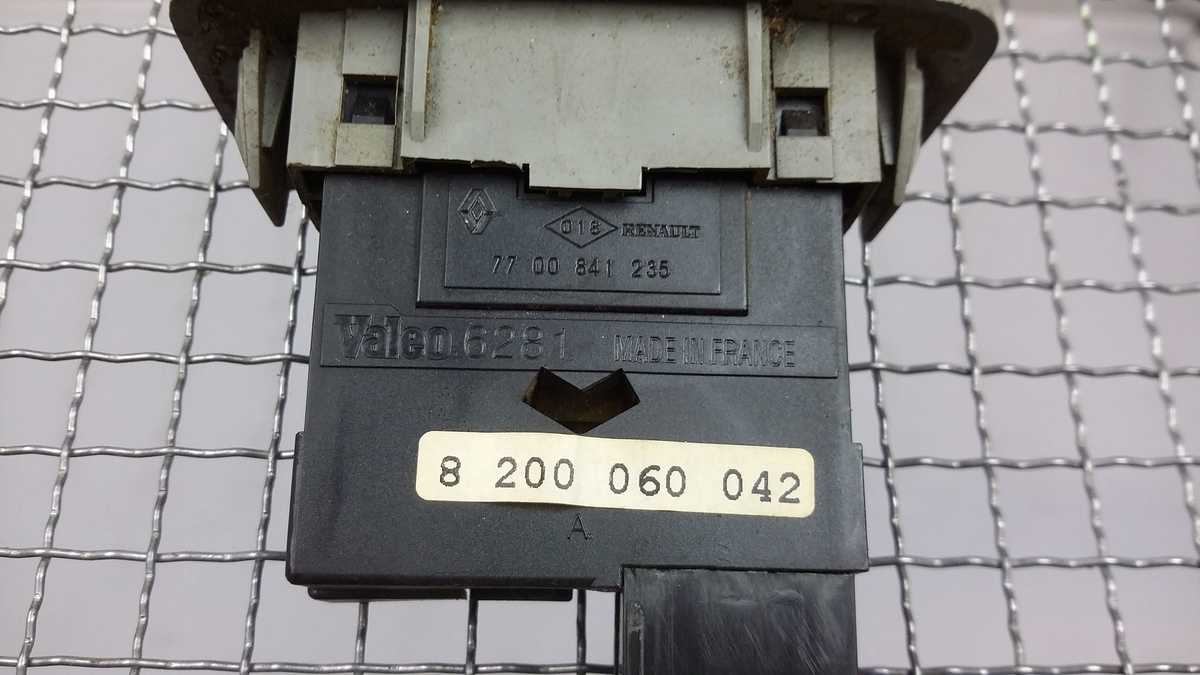 018 RENAULT
77 00 841 235
Valeo 6281 MADE IN FRANCE
8 200 060 042
A